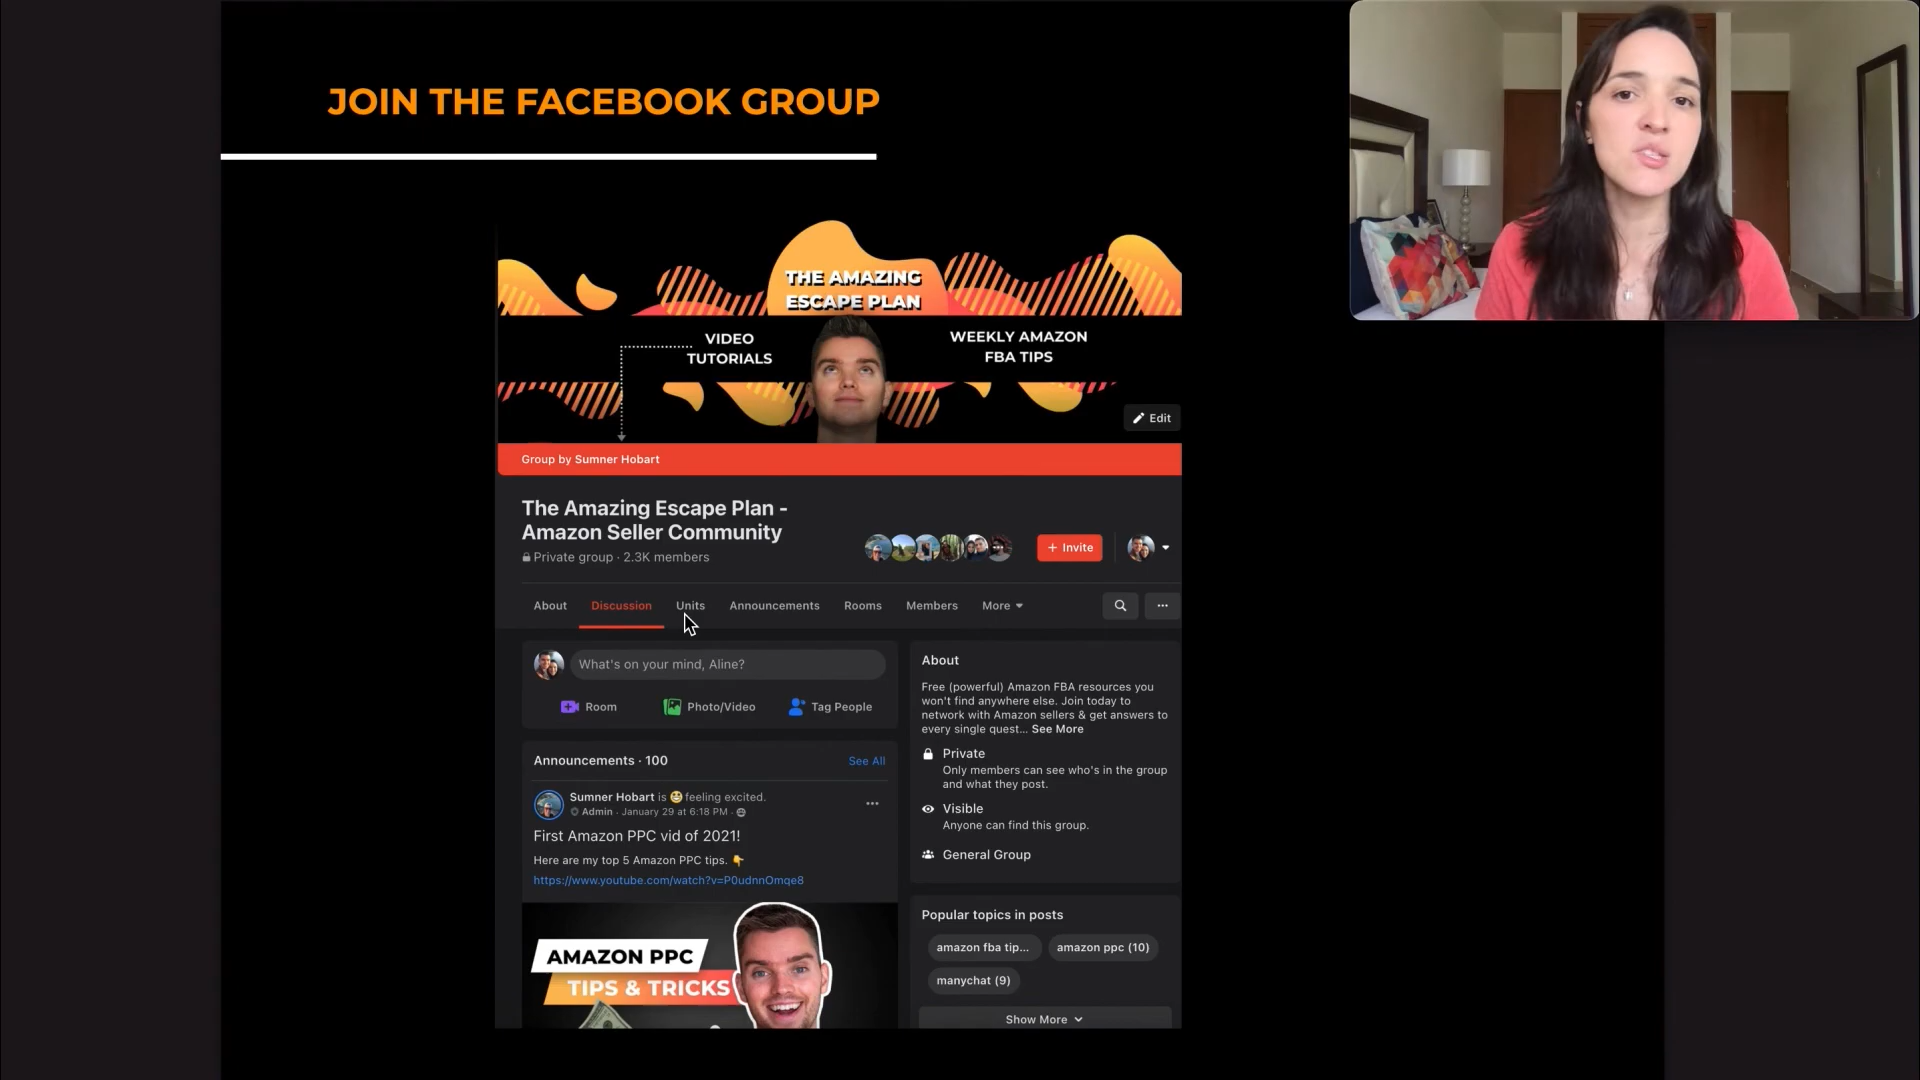 JOIN THE FACEBOOK GROUP
THE AMAZING
ESCAPE PLAN
VIDEO
TUTORIALS
WEEKLY AMAZON
FBA TIPS
Edit
Group by Sumner Hobart
The Amazing Escape Plan -
Amazon Seller Community
Private group · 2.3K members
+ Invite
About
Discussion
Units
Announcements
Rooms
Members
More
What's on your mind, Aline?
Room
Photo/Video
Tag People
Announcements · 100
See All
Sumner Hobart is 😀 feeling excited.
Admin · January 29 at 6:18 PM ·
First Amazon PPC vid of 2021!
Here are my top 5 Amazon PPC tips. 👇
https://www.youtube.com/watch?v=P0udnnOmqe8
AMAZON PPC
TIPS & TRICKS
About
Free (powerful) Amazon FBA resources you
won't find anywhere else. Join today to
network with Amazon sellers & get answers to
every single quest... See More
Private
Only members can see who's in the group
and what they post.
Visible
Anyone can find this group.
General Group
Popular topics in posts
amazon fba tip...
amazon ppc (10)
manychat (9)
Show More